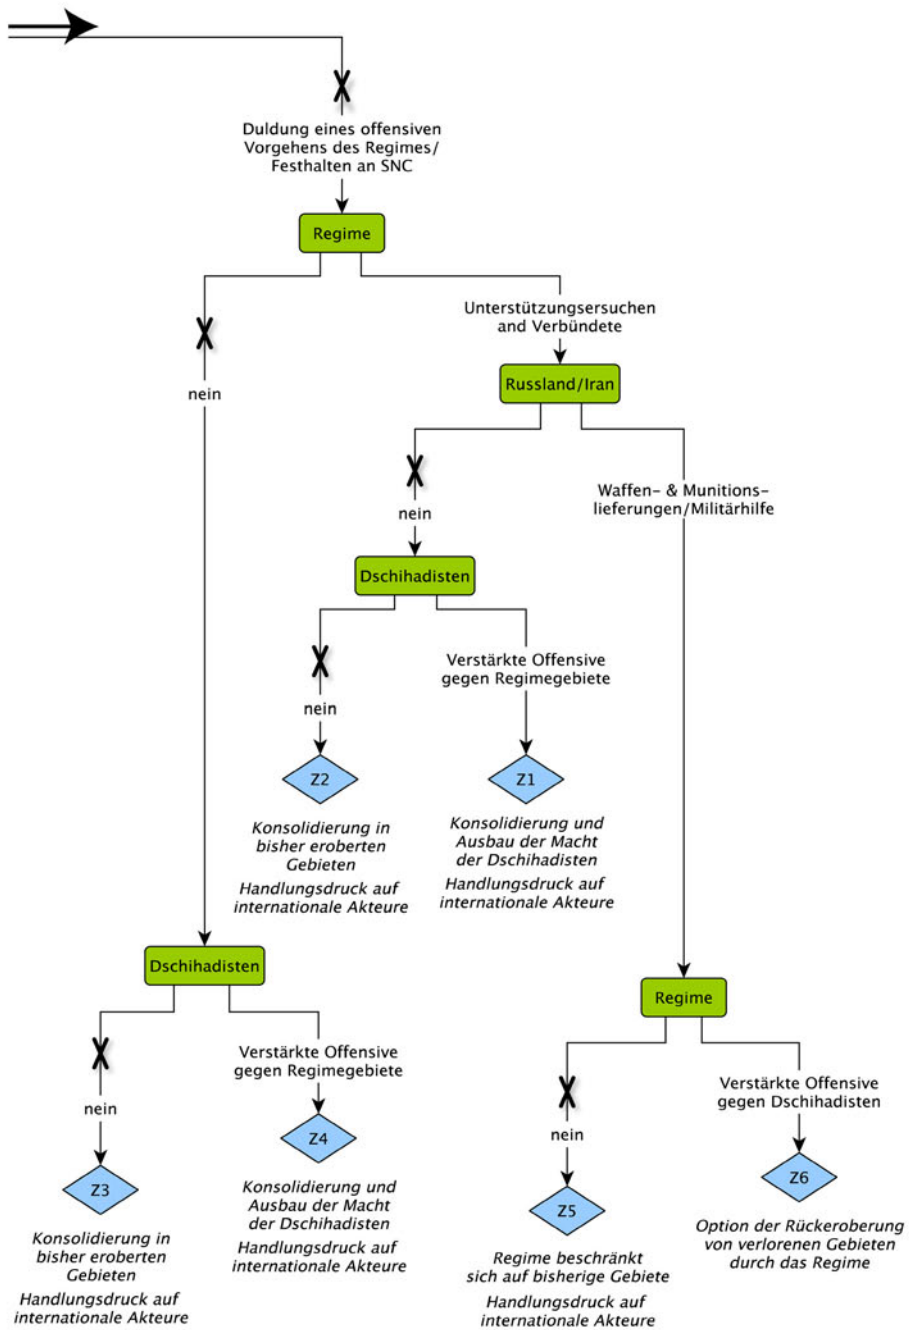 Duldung eines offensiven
Vorgehens des Regimes/
Festhalten an SNC
Regime
Unterstützungsersuchen
and Verbündete
nein
Russland/Iran
Waffen- & Munitions-
lieferungen/Militärhilfe
nein
Dschihadisten
Verstärkte Offensive
gegen Regimegebiete
nein
Z2
Z1
Konsolidierung in
bisher eroberten
Gebieten
Handlungsdruck auf
internationale Akteure
Konsolidierung und
Ausbau der Macht
der Dschihadisten
Handlungsdruck auf
internationale Akteure
Dschihadisten
Regime
Verstärkte Offensive
gegen Regimegebiete
nein
Z4
Z3
Konsolidierung und
Ausbau der Macht
der Dschihadisten
Handlungsdruck auf
internationale Akteure
Konsolidierung in
bisher eroberten
Gebieten
Handlungsdruck auf
internationale Akteure
Verstärkte Offensive
gegen Dschihadisten
nein
Z6
Z5
Option der Rückeroberung
von verlorenen Gebieten
durch das Regime
Regime beschränkt
sich auf bisherige Gebiete
Handlungsdruck auf
internationale Akteure